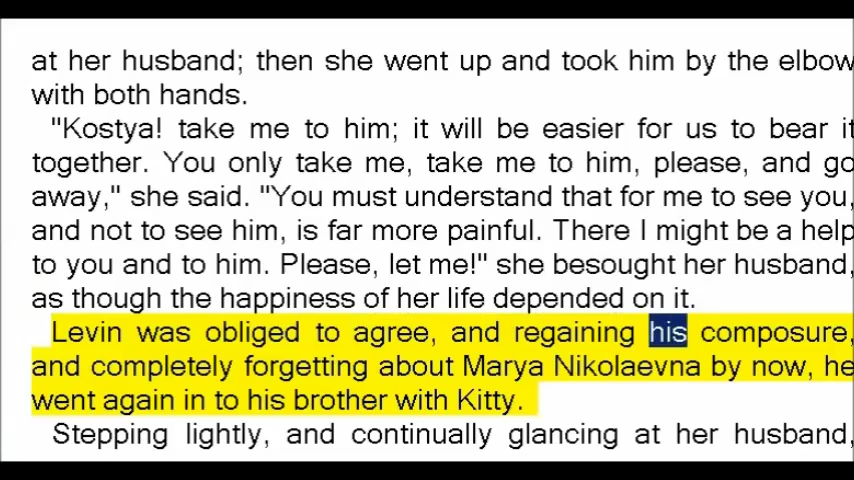 at her husband; then she went up and took him by the elbow
with both hands.
"Kostya! take me to him; it will be easier for us to bear it
together. You only take me, take me to him, please, and go
away," she said. "You must understand that for me to see you,
and not to see him, is far more painful. There I might be a help
to you and to him. Please, let me!" she besought her husband,
as though the happiness of her life depended on it.
Levin was obliged to agree, and regaining his composure,
and completely forgetting about Marya Nikolaevna by now, he
went again in to his brother with Kitty.
Stepping lightly, and continually glancing at her husband,